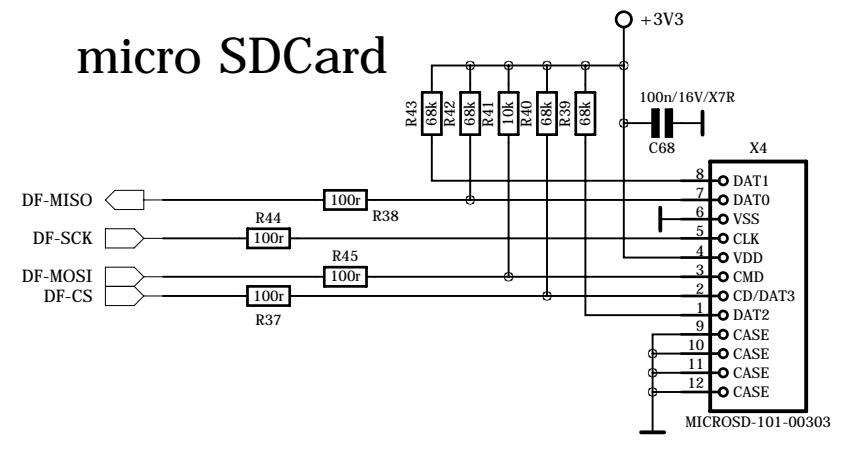 +3V3
micro SDCard
100n/16V/X7R
C68
R43
68k
R42
68k
R41
10k
R40
68k
R39
68k
X4
8 DAT1
DF-MISO
100r
R38
7 DAT0
6 VSS
DF-SCK
R44
100r
5 CLK
4 VDD
DF-MOSI
R45
100r
3 CMD
DF-CS
100r
R37
2 CD/DAT3
1 DAT2
9 CASE
10 CASE
11 CASE
12 CASE
MICROSD-101-00303